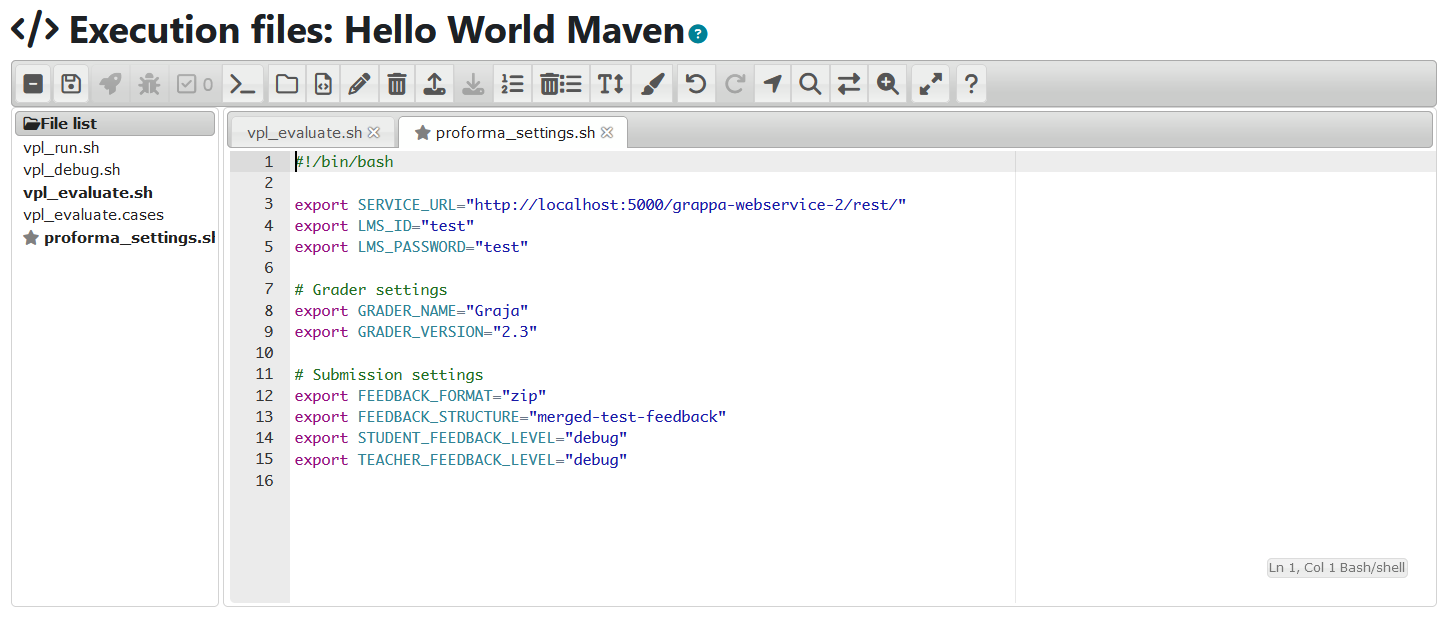 </> Execution files: Hello World Maven ?
0
File list
vpl_run.sh
vpl_debug.sh
vpl_evaluate.sh
vpl_evaluate.cases
proforma_settings.sl
vpl_evaluate.sh
proforma_settings.sh
1 #!/bin/bash
2
3 export SERVICE_URL="http://localhost:5000/grappa-webservice-2/rest/"
4 export LMS_ID="test"
5 export LMS_PASSWORD="test"
6
7 # Grader settings
8 export GRADER_NAME="Graja"
9 export GRADER_VERSION="2.3"
10
11 # Submission settings
12 export FEEDBACK_FORMAT="zip"
13 export FEEDBACK_STRUCTURE="merged-test-feedback"
14 export STUDENT_FEEDBACK_LEVEL="debug"
15 export TEACHER_FEEDBACK_LEVEL="debug"
16
Ln 1, Col 1 Bash/shell